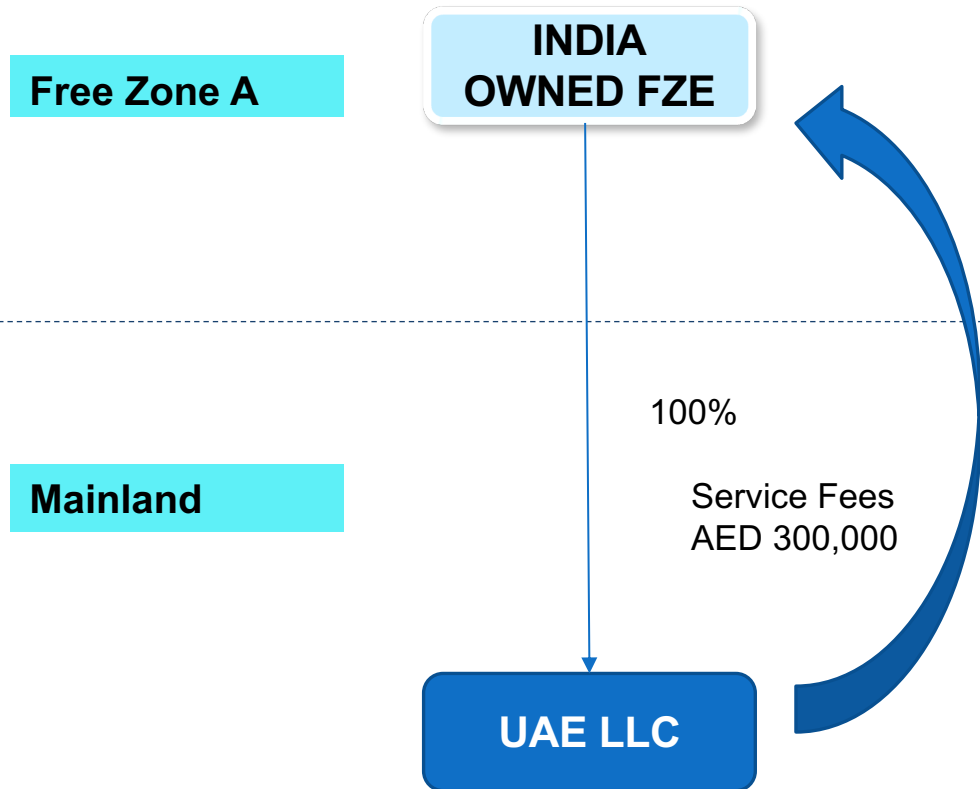 INDIA
OWNED FZE
Free Zone A
100%
Mainland
Service Fees
AED 300,000
UAE LLC